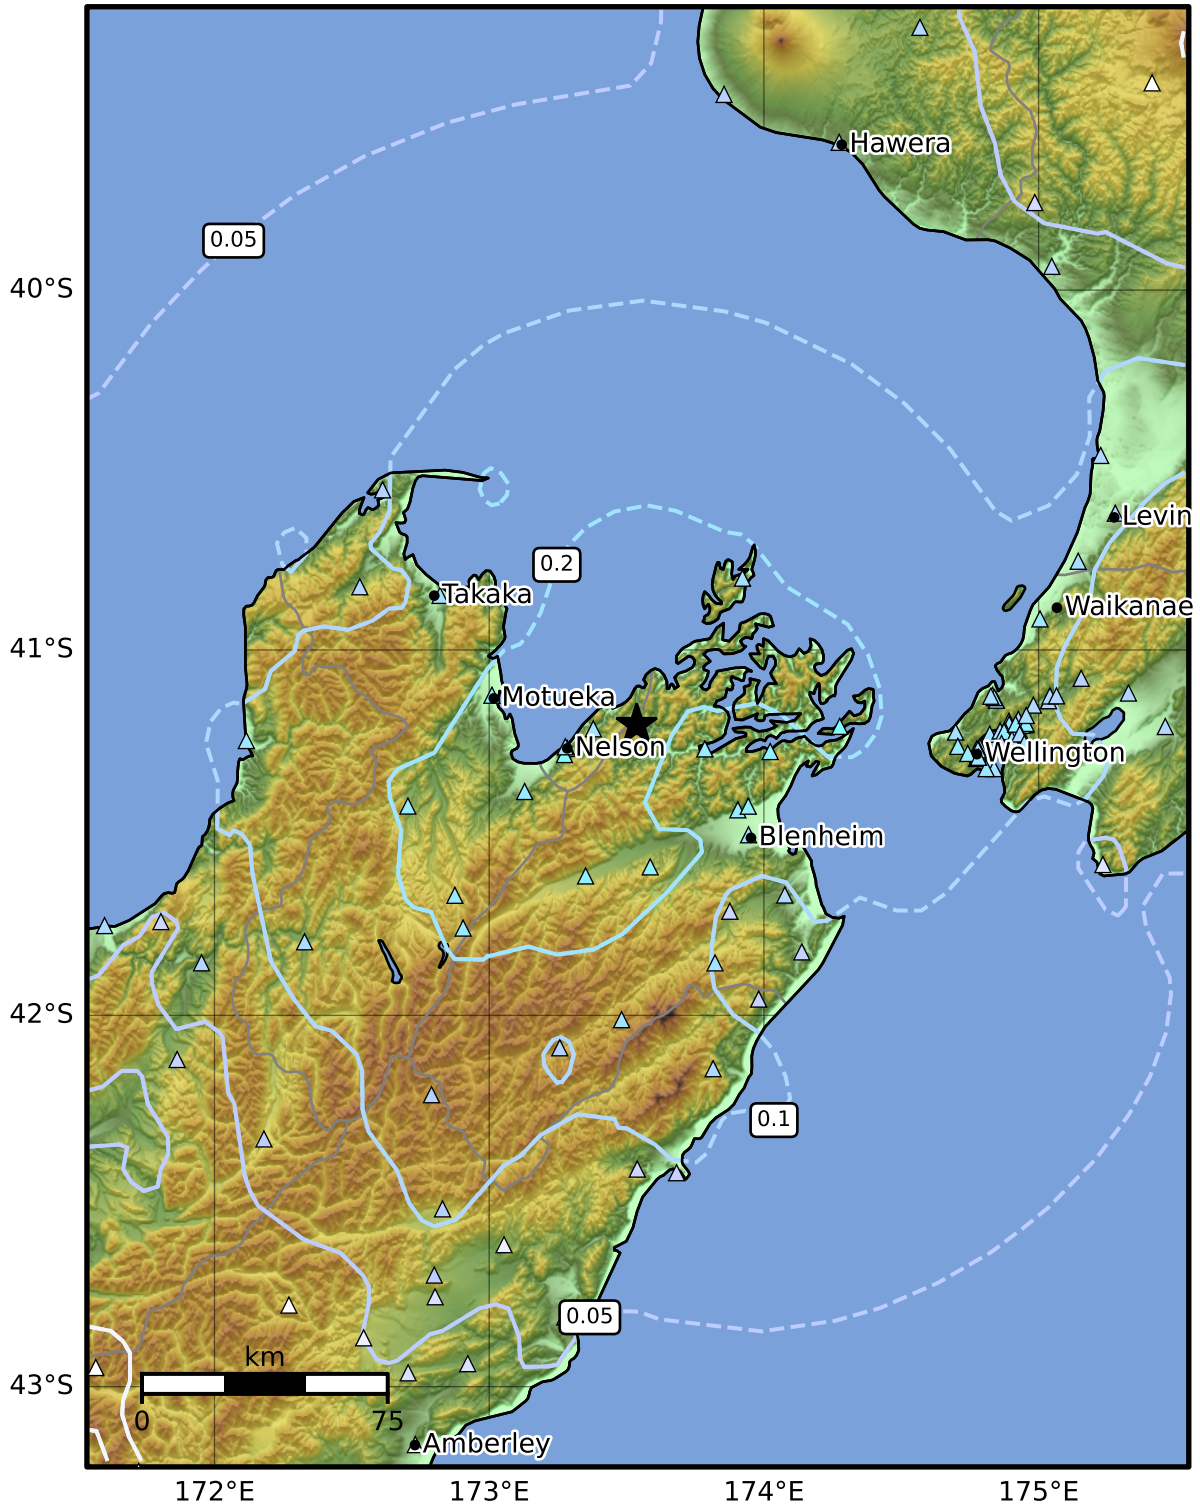 Hawera
0.05
40°S
Levin
0.2
Takaka
Waikanae
41°S
Motueka
Nelson
Wellington
Blenheim
42°S
0.1
0.05
km
43°S
0 75
Amberley
172°E 173°E 174°E 175°E